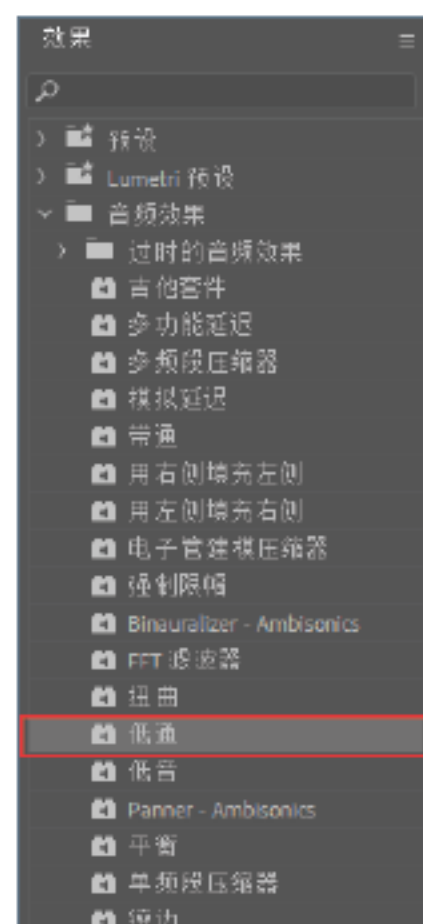 效果
预设
Lumetri 预设
音频效果
过时的音频效果
吉他套件
多功能延迟
多频段压缩器
模拟延迟
带通
用右侧填充左侧
用左侧填充右侧
电子管建模压缩器
强制限幅
Binauralizer - Ambisonics
FFT 滤波器
扭曲
低通
低音
Panner - Ambisonics
平衡
单频段压缩器
镶边